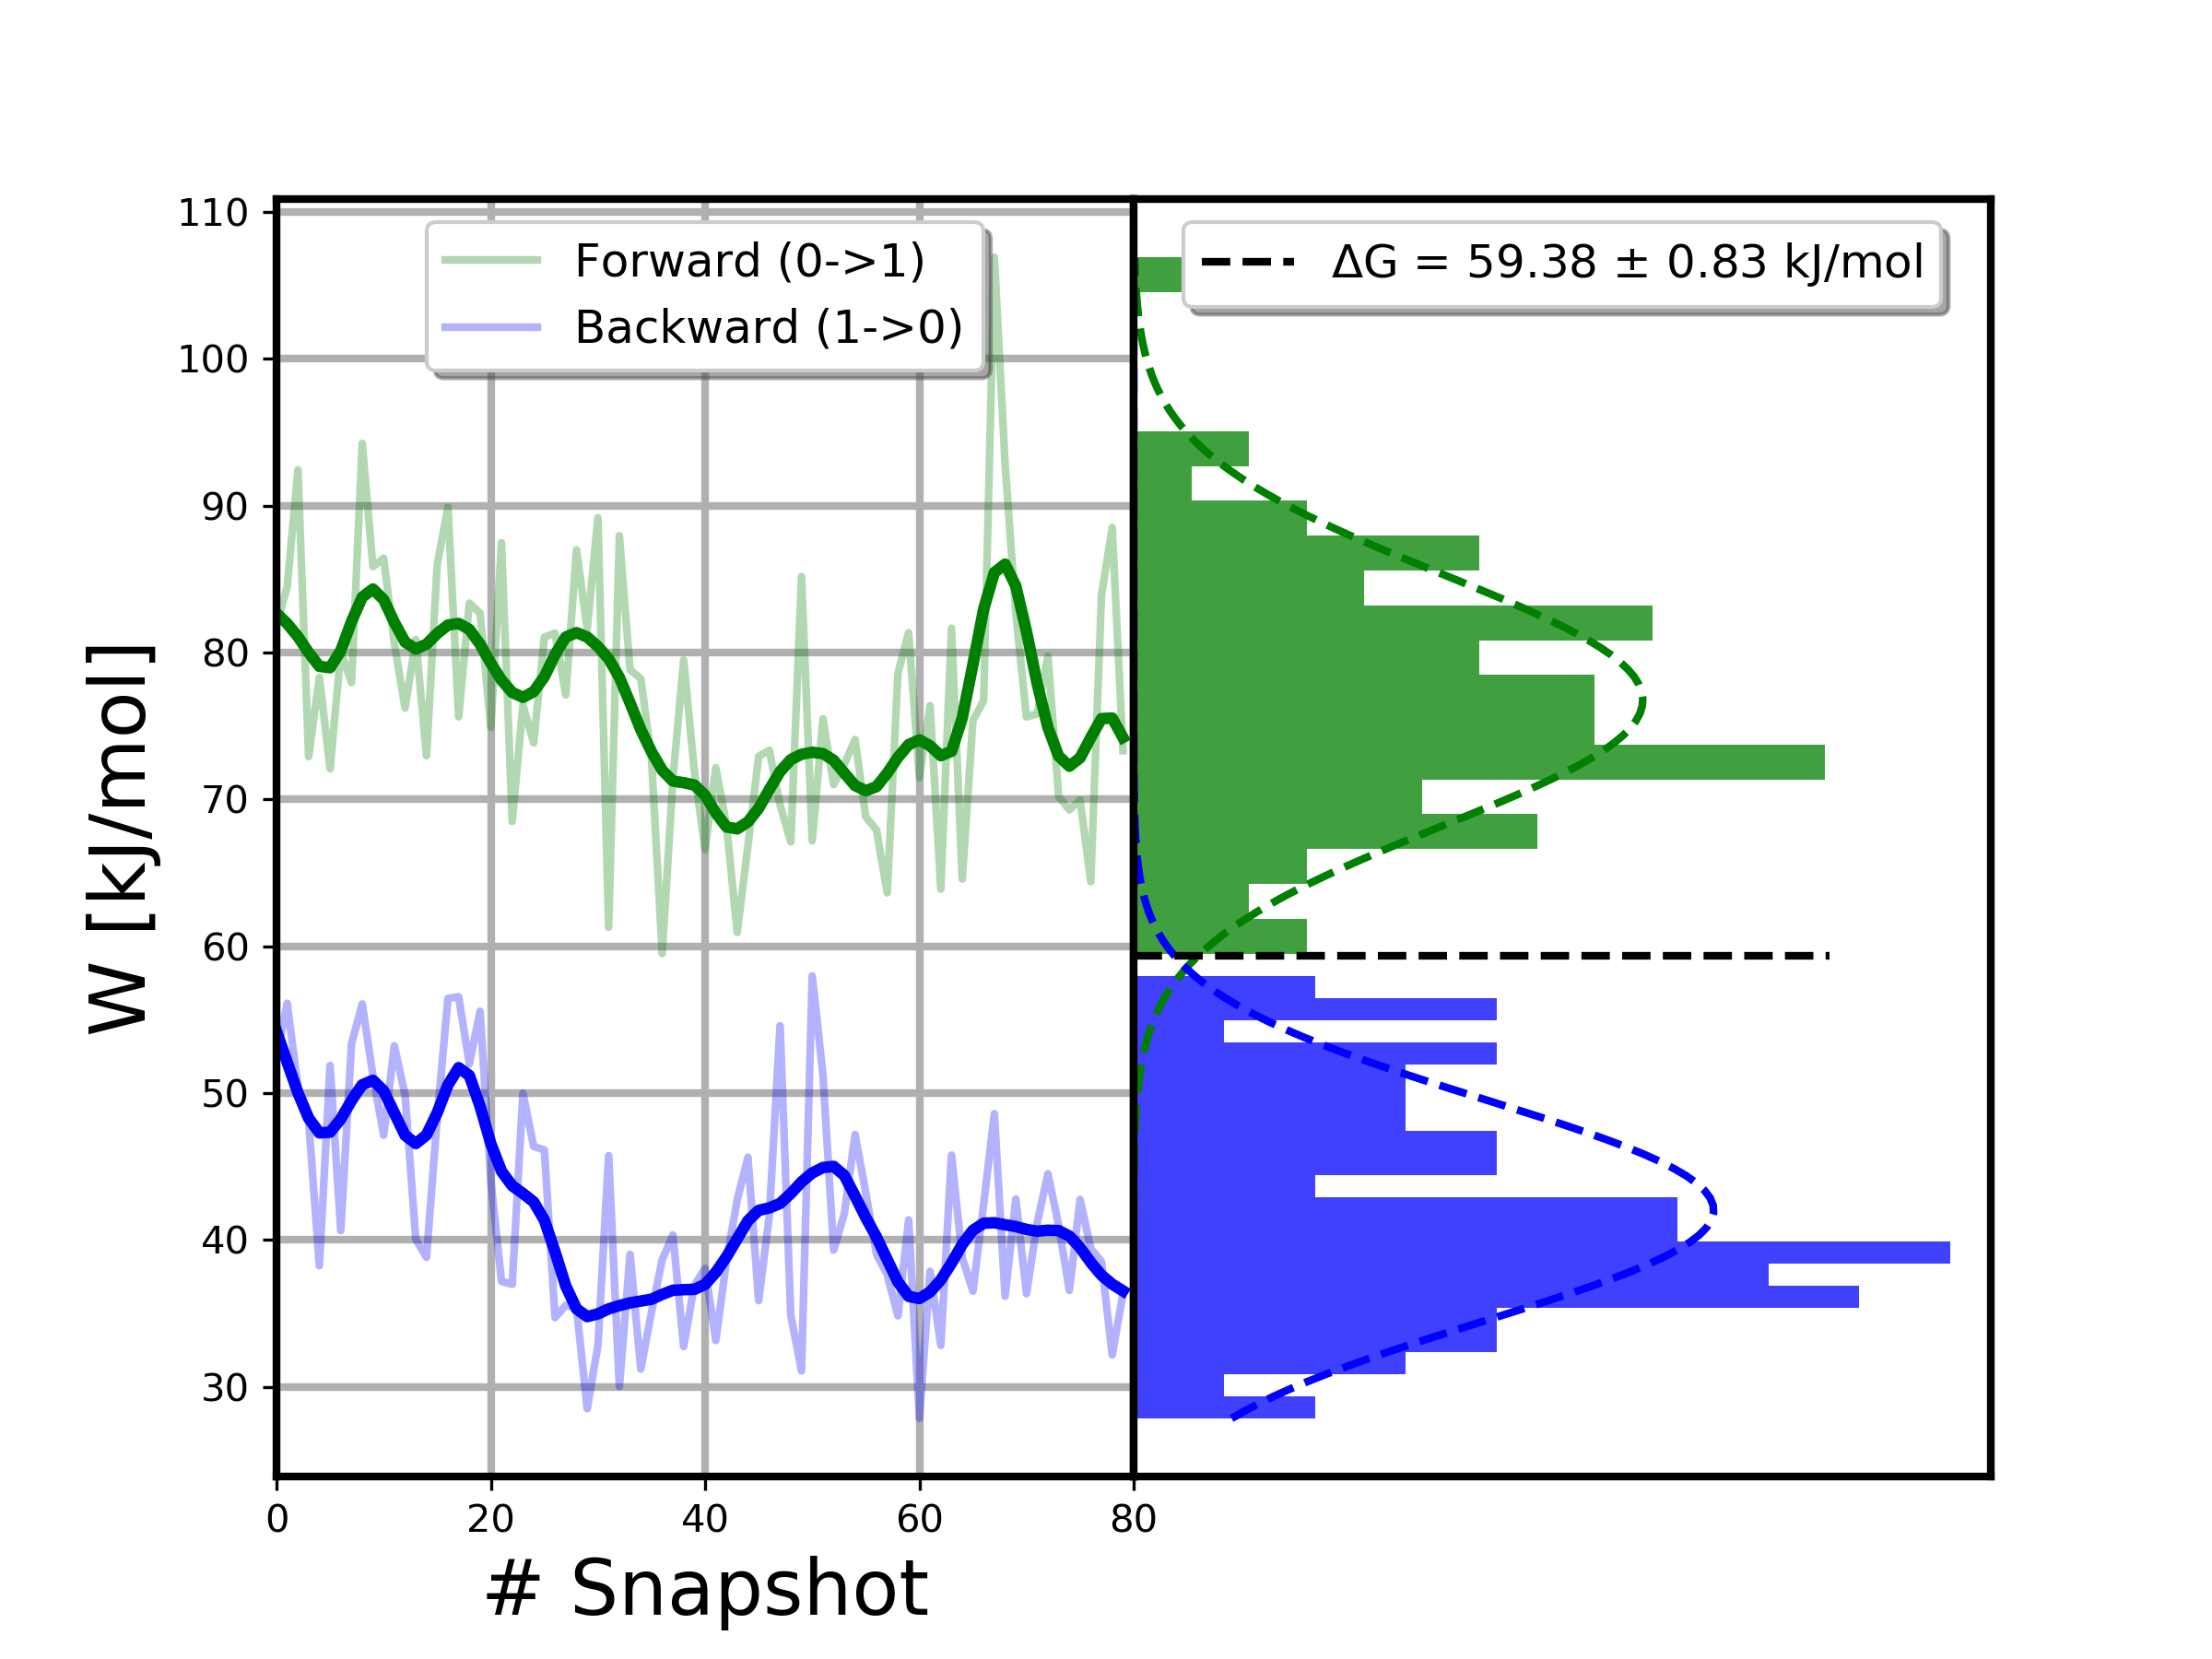 Forward (0->1)
Backward (1->0)
ΔG = 59.38 ± 0.83 kJ/mol
W [kJ/mol]
110
100
90
80
70
60
50
40
30
0 20 40 60 80
# Snapshot